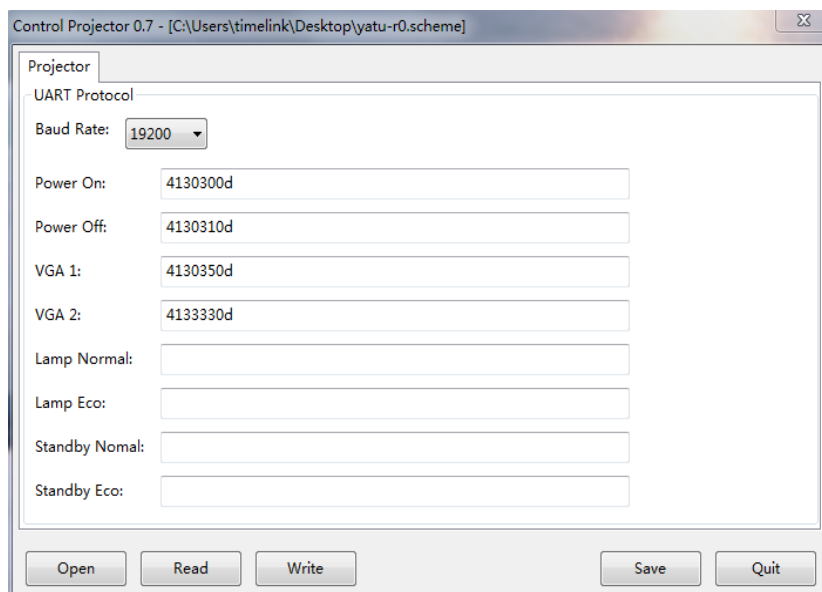 Control Projector 0.7 - [C:\Users\timelink\Desktop\yatu-r0.scheme]
Projector
UART Protocol
Baud Rate: 19200
Power On: 4130300d
Power Off: 4130310d
VGA 1: 4130350d
VGA 2: 4133330d
Lamp Normal:
Lamp Eco:
Standby Nomal:
Standby Eco:
Open Read Write Save Quit